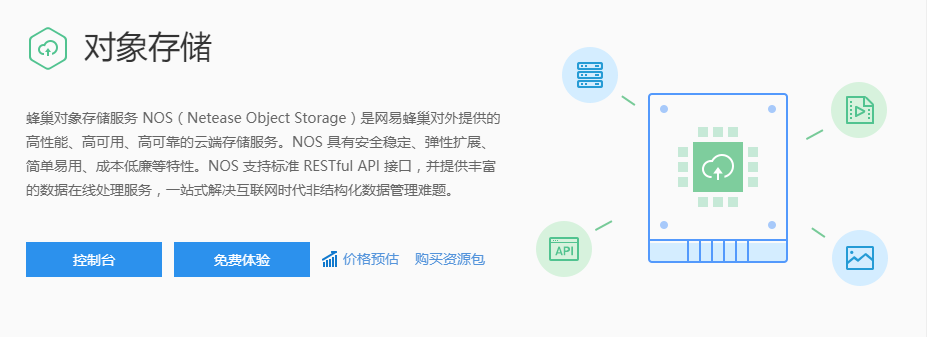 对象存储
蜂巢对象存储服务 NOS（Netease Object Storage）是网易蜂巢对外提供的
高性能、高可用、高可靠的云端存储服务。NOS 具有安全稳定、弹性扩展、
简单易用、成本低廉等特性。NOS 支持标准 RESTful API 接口，并提供丰富
的数据在线处理服务，一站式解决互联网时代非结构化数据管理难题。
控制台 免费体验 价格预估 购买资源包
API